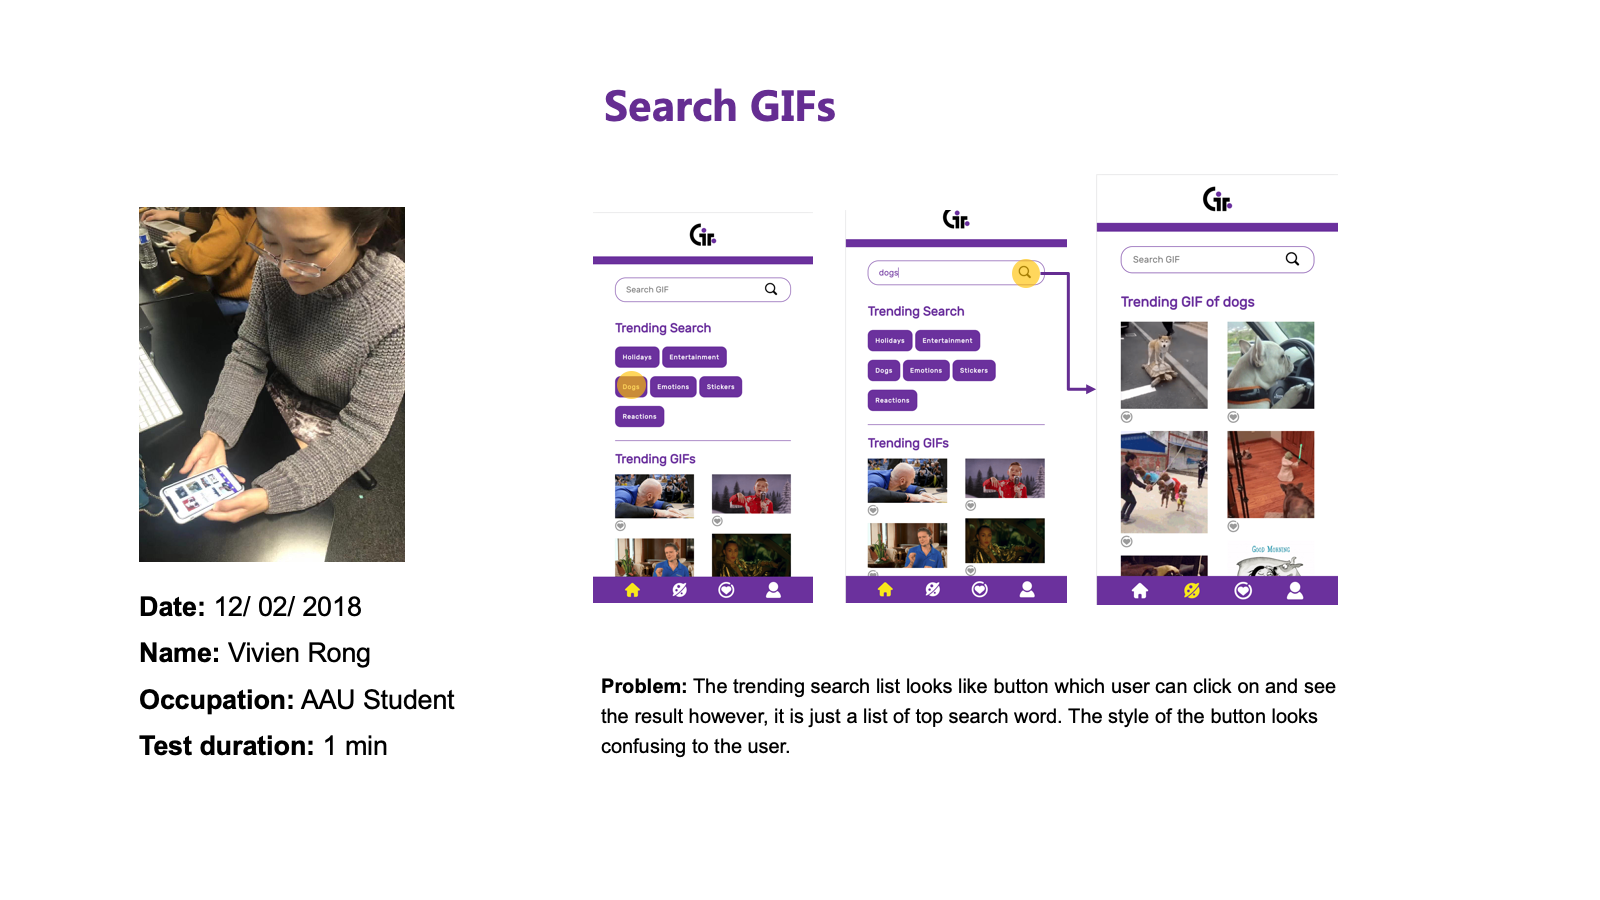 Search GIFs
Date: 12/ 02/ 2018
Name: Vivien Rong
Occupation: AAU Student
Test duration: 1 min
Gif.
Search GIF
Trending Search
Holidays Entertainment
Dogs Emotions Stickers
Reactions
Trending GIFs
Gif.
dogs
Trending Search
Holidays Entertainment
Dogs Emotions Stickers
Reactions
Trending GIFs
Gif.
Search GIF
Trending GIF of dogs
GOOD MORNING
Problem: The trending search list looks like button which user can click on and see
the result however, it is just a list of top search word. The style of the button looks
confusing to the user.